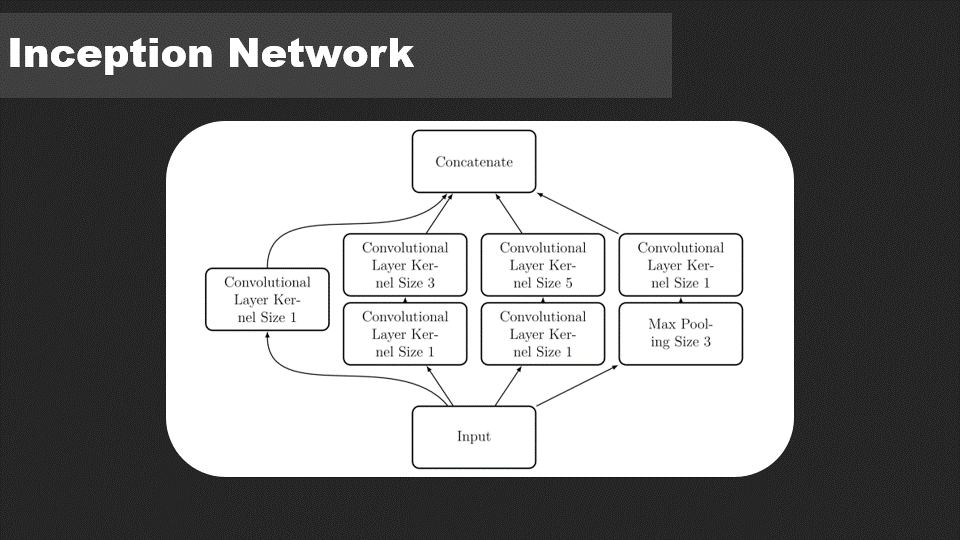 Inception Network
Concatenate
Convolutional
Layer Ker-
nel Size 1
Convolutional
Layer Ker-
nel Size 3
Convolutional
Layer Ker-
nel Size 5
Convolutional
Layer Ker-
nel Size 1
Convolutional
Layer Ker-
nel Size 1
Convolutional
Layer Ker-
nel Size 1
Max Pool-
ing Size 3
Input